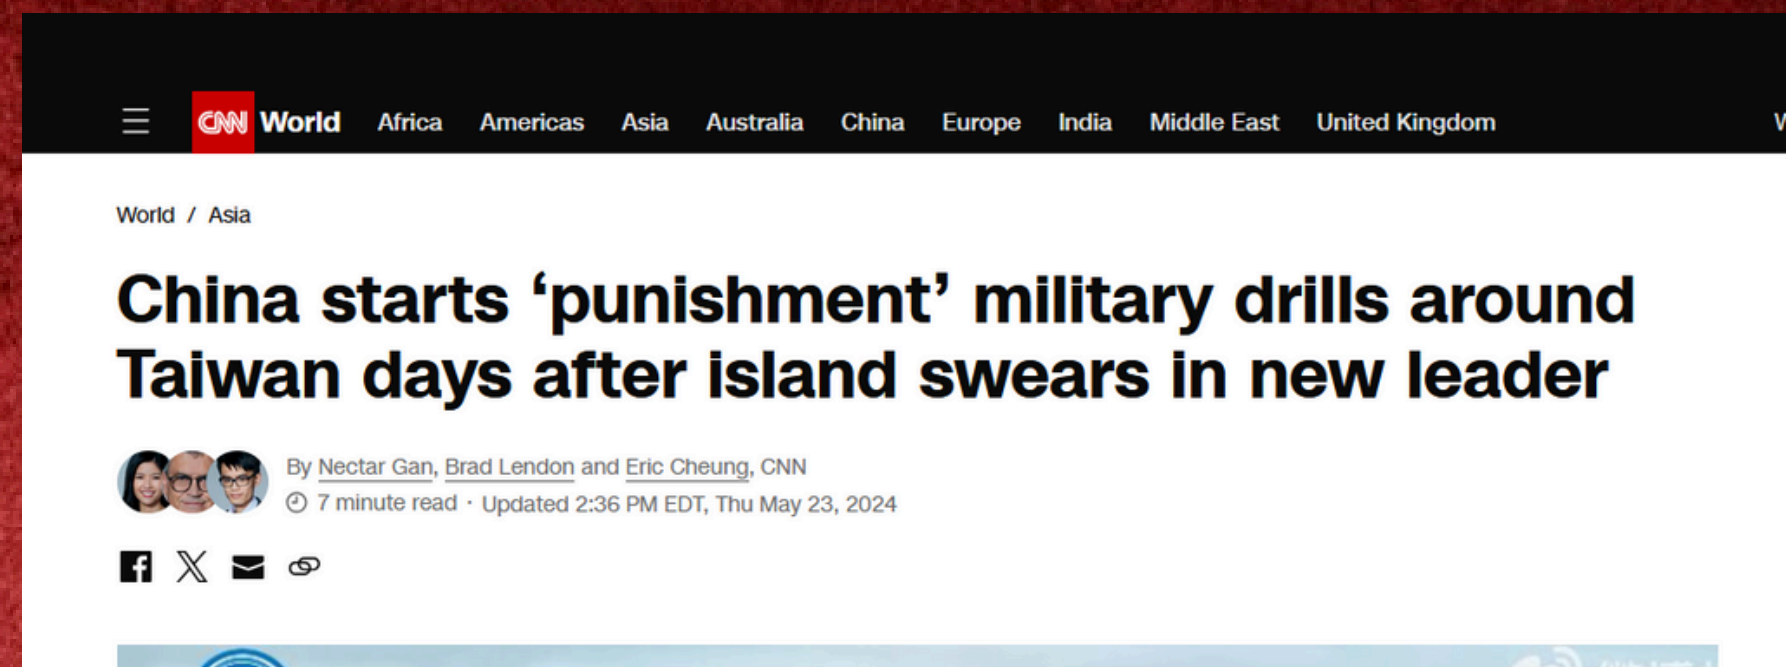 CNN World Africa Americas Asia Australia China Europe India Middle East United Kingdom
World / Asia
China starts ‘punishment’ military drills around
Taiwan days after island swears in new leader
By Nectar Gan, Brad Lendon and Eric Cheung, CNN
7 minute read · Updated 2:36 PM EDT, Thu May 23, 2024